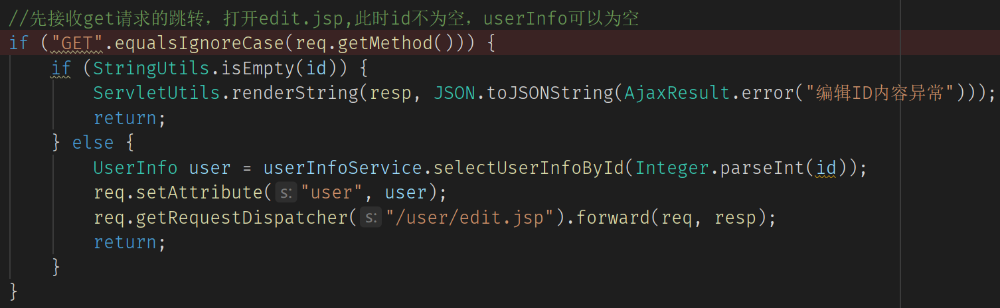 //先接收get请求的跳转，打开edit.jsp,此时id不为空，userInfo可以为空
if ("GET".equalsIgnoreCase(req.getMethod())) {
    if (StringUtils.isEmpty(id)) {
        ServletUtils.renderString(resp, JSON.toJSONString(AjaxResult.error("编辑ID内容异常")));
        return;
    } else {
        UserInfo user = userInfoService.selectUserInfoById(Integer.parseInt(id));
        req.setAttribute( s: "user", user);
        req.getRequestDispatcher( s: "/user/edit.jsp").forward(req, resp);
        return;
    }
}